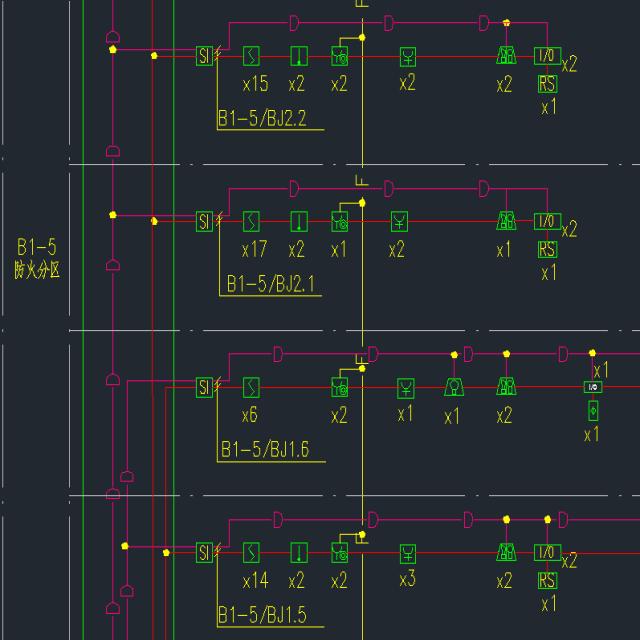 F
SI
I/O
x2
x15 x2 x2 x2 x2
RS
x1
B1-5/BJ2.2
F
SI
I/O
x2
x17 x2 x1 x2 x1
RS
x1
B1-5/BJ2.1
B1-5
防火分区
F
SI
x1
I/O
x6 x2 x1 x1 x2
x1
B1-5/BJ1.6
F
SI
I/O
x2
x14 x2 x2 x3 x2
RS
x1
B1-5/BJ1.5